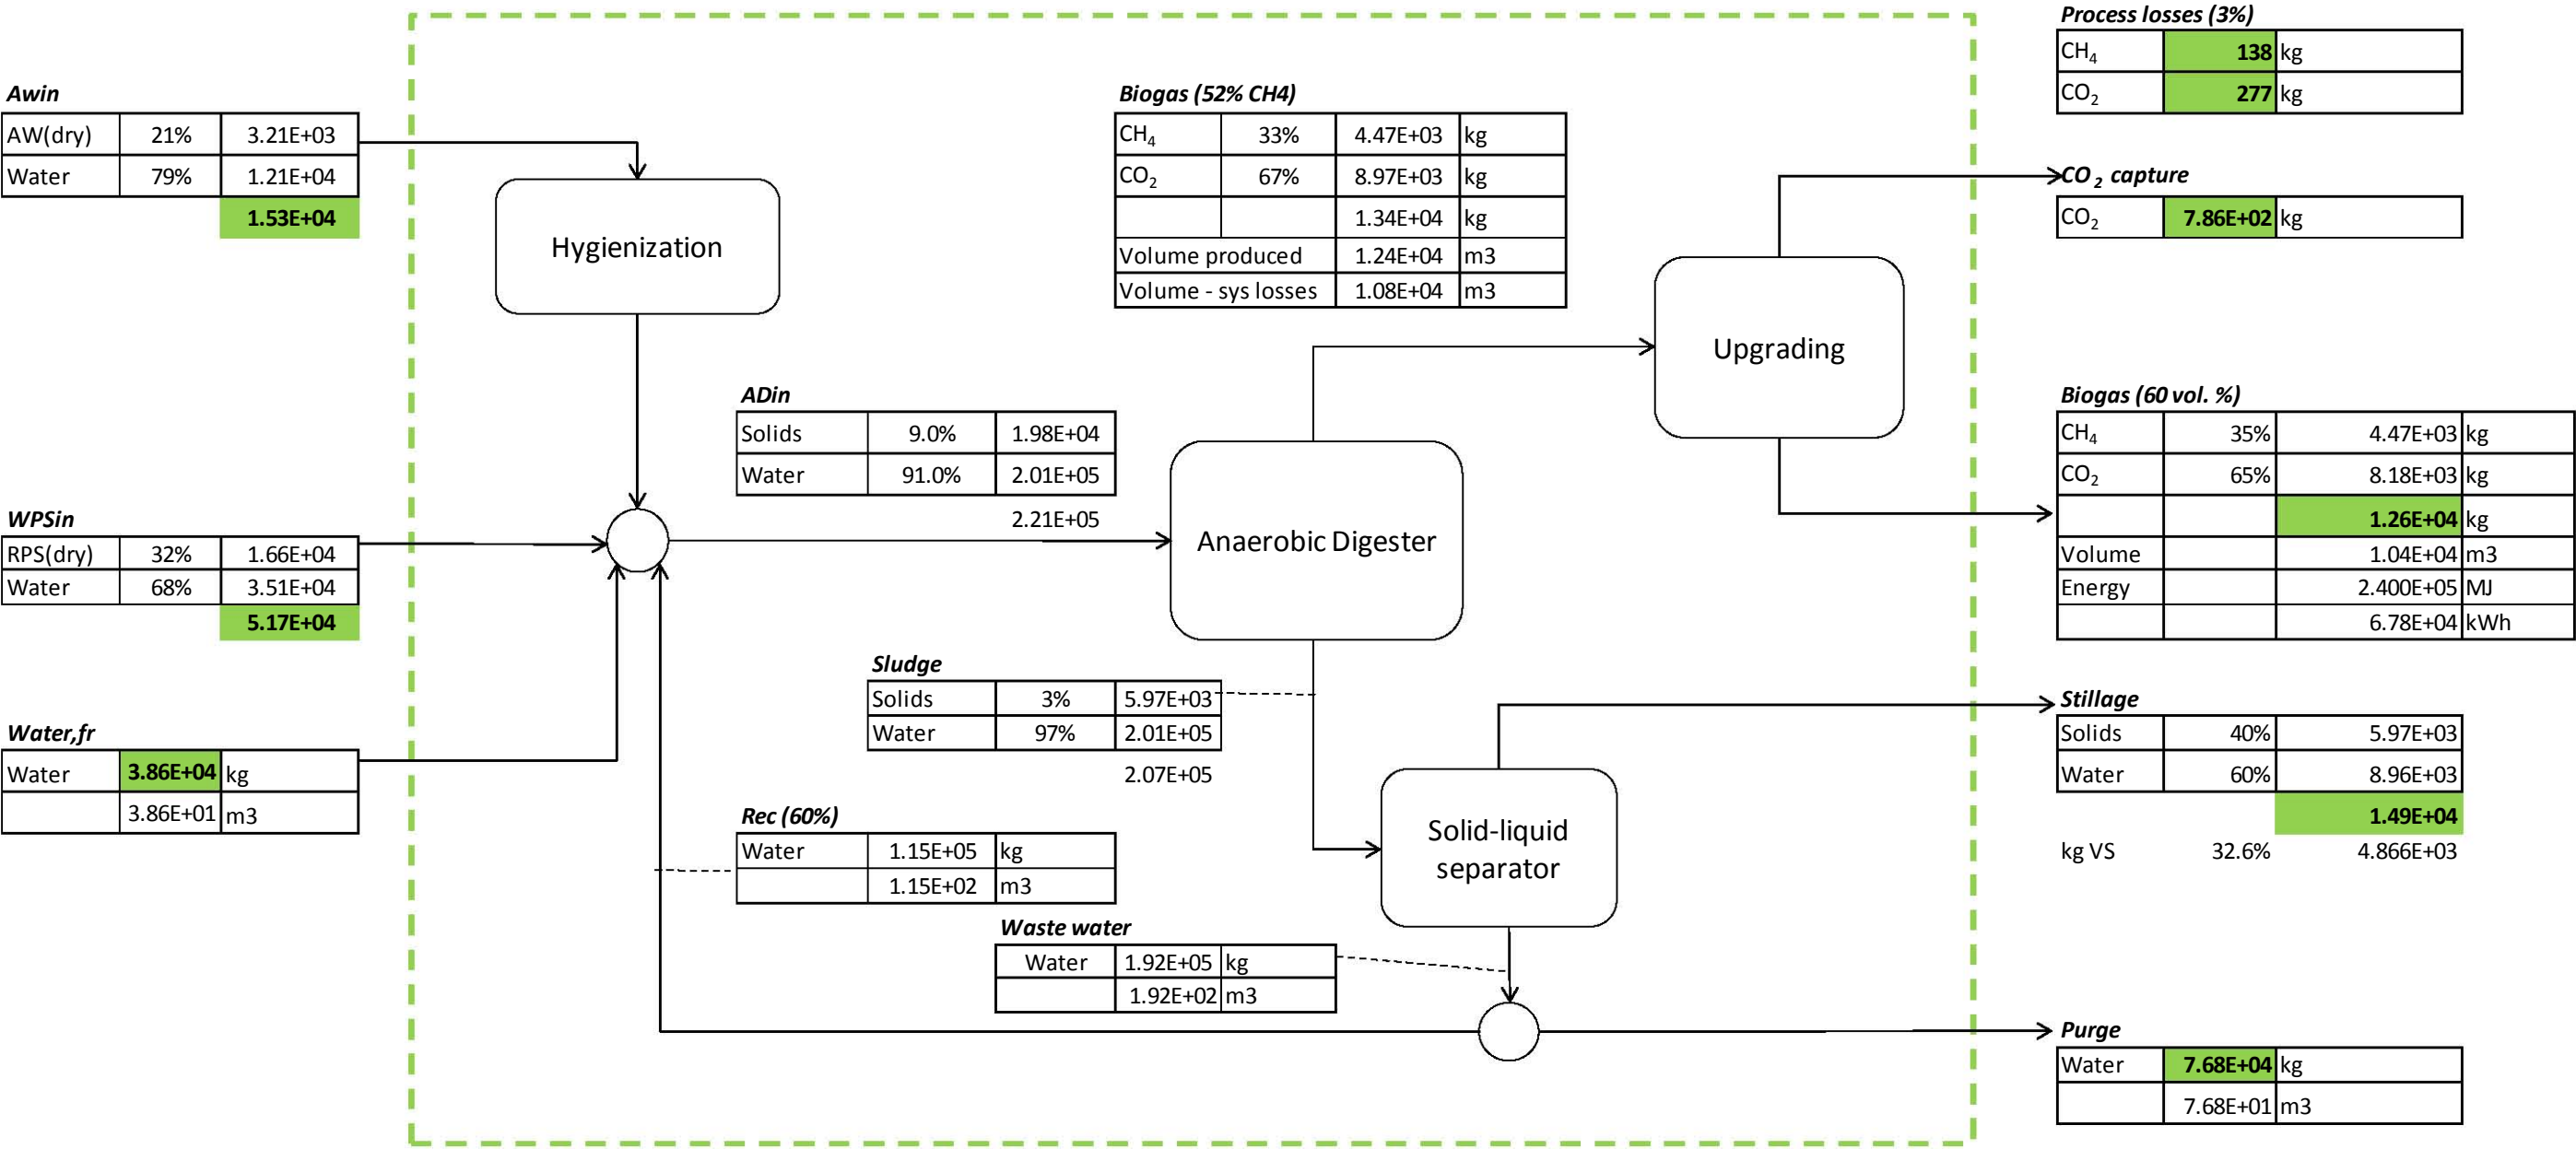 Process losses (3%)
CH4 138 kg
CO2 277 kg
Awin
AW(dry) 21% 3.21E+03
Water 79% 1.21E+04
1.53E+04
Hygienization
Biogas (52% CH4)
CH4 33% 4.47E+03 kg
CO2 67% 8.97E+03 kg
1.34E+04 kg
Volume produced 1.24E+04 m3
Volume - sys losses 1.08E+04 m3
CO2 capture
CO2 7.86E+02 kg
Upgrading
ADin
Solids 9.0% 1.98E+04
Water 91.0% 2.01E+05
2.21E+05
Biogas (60 vol. %)
CH4 35% 4.47E+03 kg
CO2 65% 8.18E+03 kg
1.26E+04 kg
Volume 1.04E+04 m3
Energy 2.400E+05 MJ
6.78E+04 kWh
WPSin
RPS(dry) 32% 1.66E+04
Water 68% 3.51E+04
5.17E+04
Anaerobic Digester
Sludge
Solids 3% 5.97E+03
Water 97% 2.01E+05
2.07E+05
Stillage
Solids 40% 5.97E+03
Water 60% 8.96E+03
1.49E+04
kg VS 32.6% 4.866E+03
Water,fr
Water 3.86E+04 kg
3.86E+01 m3
Rec (60%)
Water 1.15E+05 kg
1.15E+02 m3
Solid-liquid
separator
Waste water
Water 1.92E+05 kg
1.92E+02 m3
Purge
Water 7.68E+04 kg
7.68E+01 m3